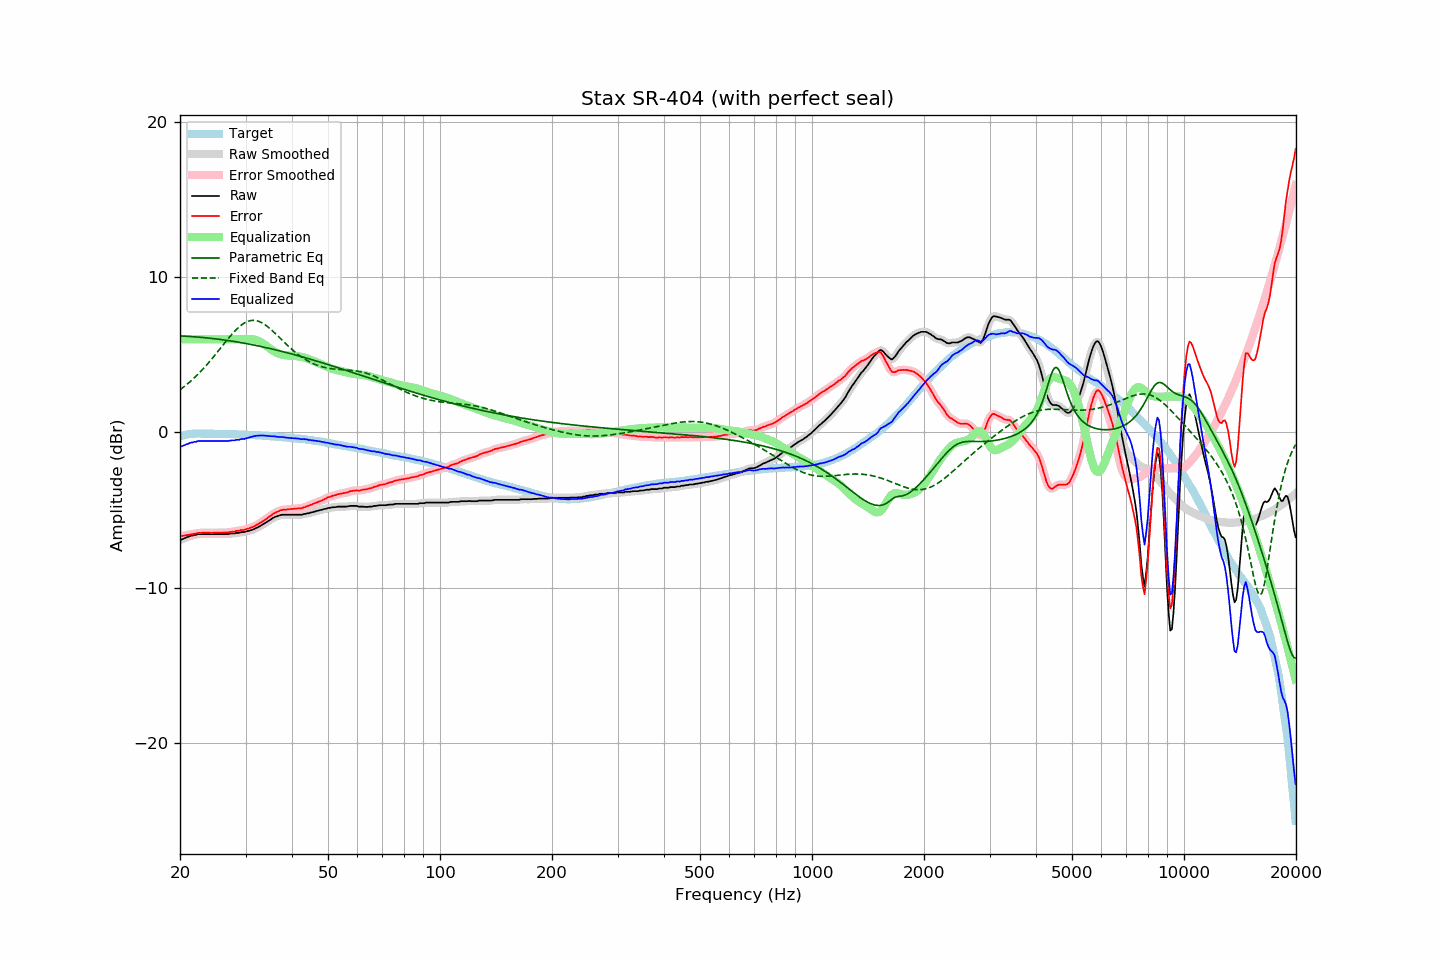 Stax SR-404 (with perfect seal)
Target
Raw Smoothed
Error Smoothed
Raw
Error
Equalization
Parametric Eq
Fixed Band Eq
Equalized
Amplitude (dBr)
20
10
0
−10
−20
20 50 100 200 500 1000 2000 5000 10000 20000
Frequency (Hz)